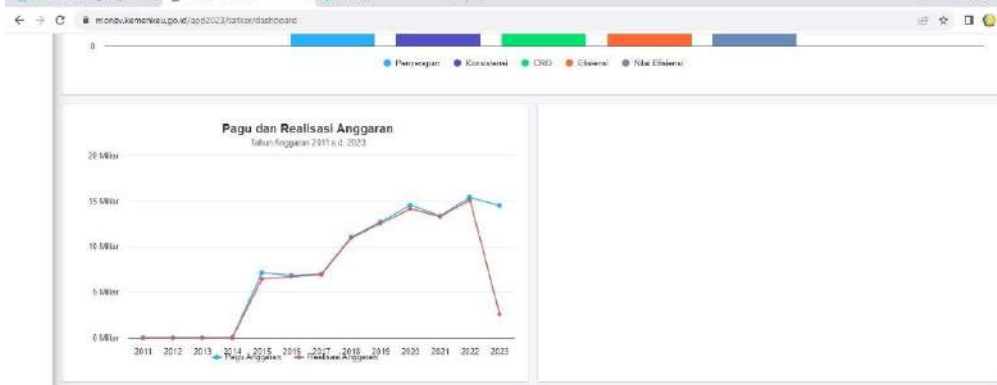 monev.kemenkeu.go.id/app2023/satker/dashboard
0
Penyerapan Konsistensi CRO Efisiensi Nilai Efisiensi
Pagu dan Realisasi Anggaran
Tahun Anggaran 2011 s.d. 2023
20 Miliar
15 Miliar
10 Miliar
5 Miliar
0 Miliar
2011 2012 2013 2014 2015 2016 2017 2018 2019 2020 2021 2022 2023
Pagu Anggaran Realisasi Anggaran